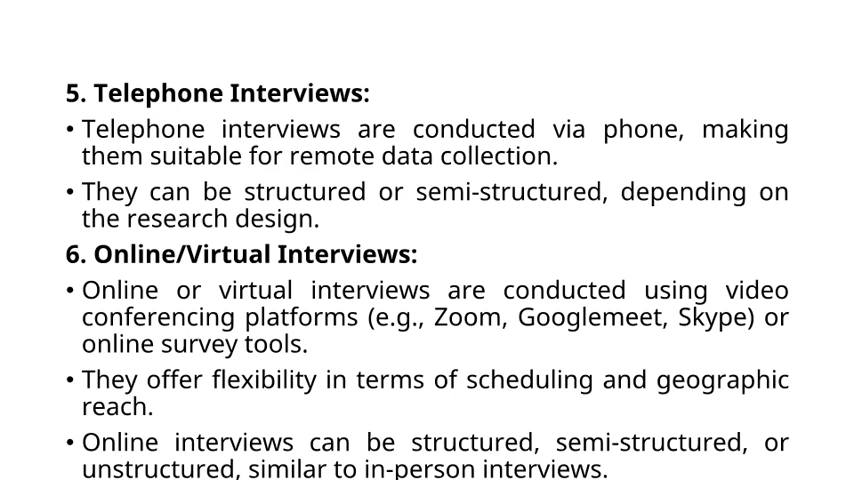 5. Telephone Interviews:
• Telephone interviews are conducted via phone, making
them suitable for remote data collection.
• They can be structured or semi-structured, depending on
the research design.
6. Online/Virtual Interviews:
• Online or virtual interviews are conducted using video
conferencing platforms (e.g., Zoom, Googlemeet, Skype) or
online survey tools.
• They offer flexibility in terms of scheduling and geographic
reach.
• Online interviews can be structured, semi-structured, or
unstructured, similar to in-person interviews.